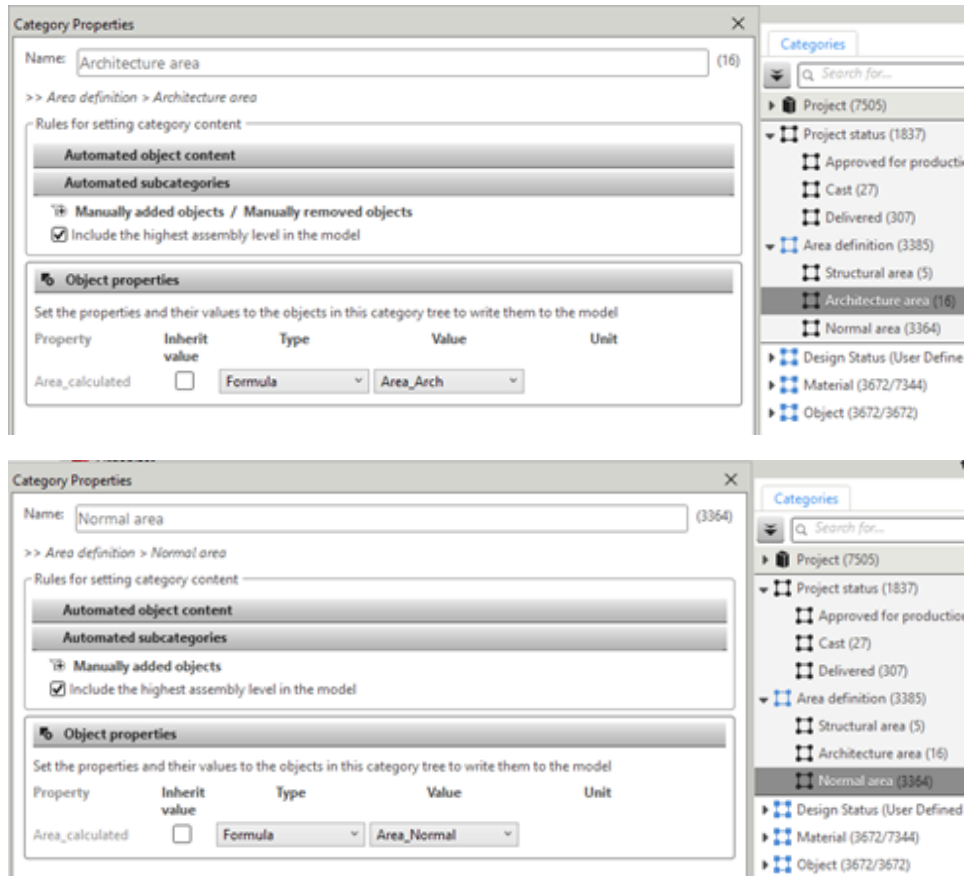 Category Properties
Name: Architecture area (16)
>> Area definition > Architecture area
Rules for setting category content
Automated object content
Automated subcategories
Manually added objects / Manually removed objects
Include the highest assembly level in the model
Object properties
Set the properties and their values to the objects in this category tree to write them to the model
Property Inherit value Type Value Unit
Area_calculated Formula Area_Arch
Categories
Search for...
Project (7505)
Project status (1837)
Approved for producti
Cast (27)
Delivered (307)
Area definition (3385)
Structural area (5)
Architecture area (16)
Normal area (3364)
Design Status (User Define
Material (3672/7344)
Object (3672/3672)
Category Properties
Name: Normal area (3364)
>> Area definition > Normal area
Rules for setting category content
Automated object content
Automated subcategories
Manually added objects
Include the highest assembly level in the model
Object properties
Set the properties and their values to the objects in this category tree to write them to the model
Property Inherit value Type Value Unit
Area_calculated Formula Area_Normal
Categories
Search for...
Project (7505)
Project status (1837)
Approved for production
Cast (27)
Delivered (307)
Area definition (3385)
Structural area (5)
Architecture area (16)
Normal area (3364)
Design Status (User Defined
Material (3672/7344)
Object (3672/3672)